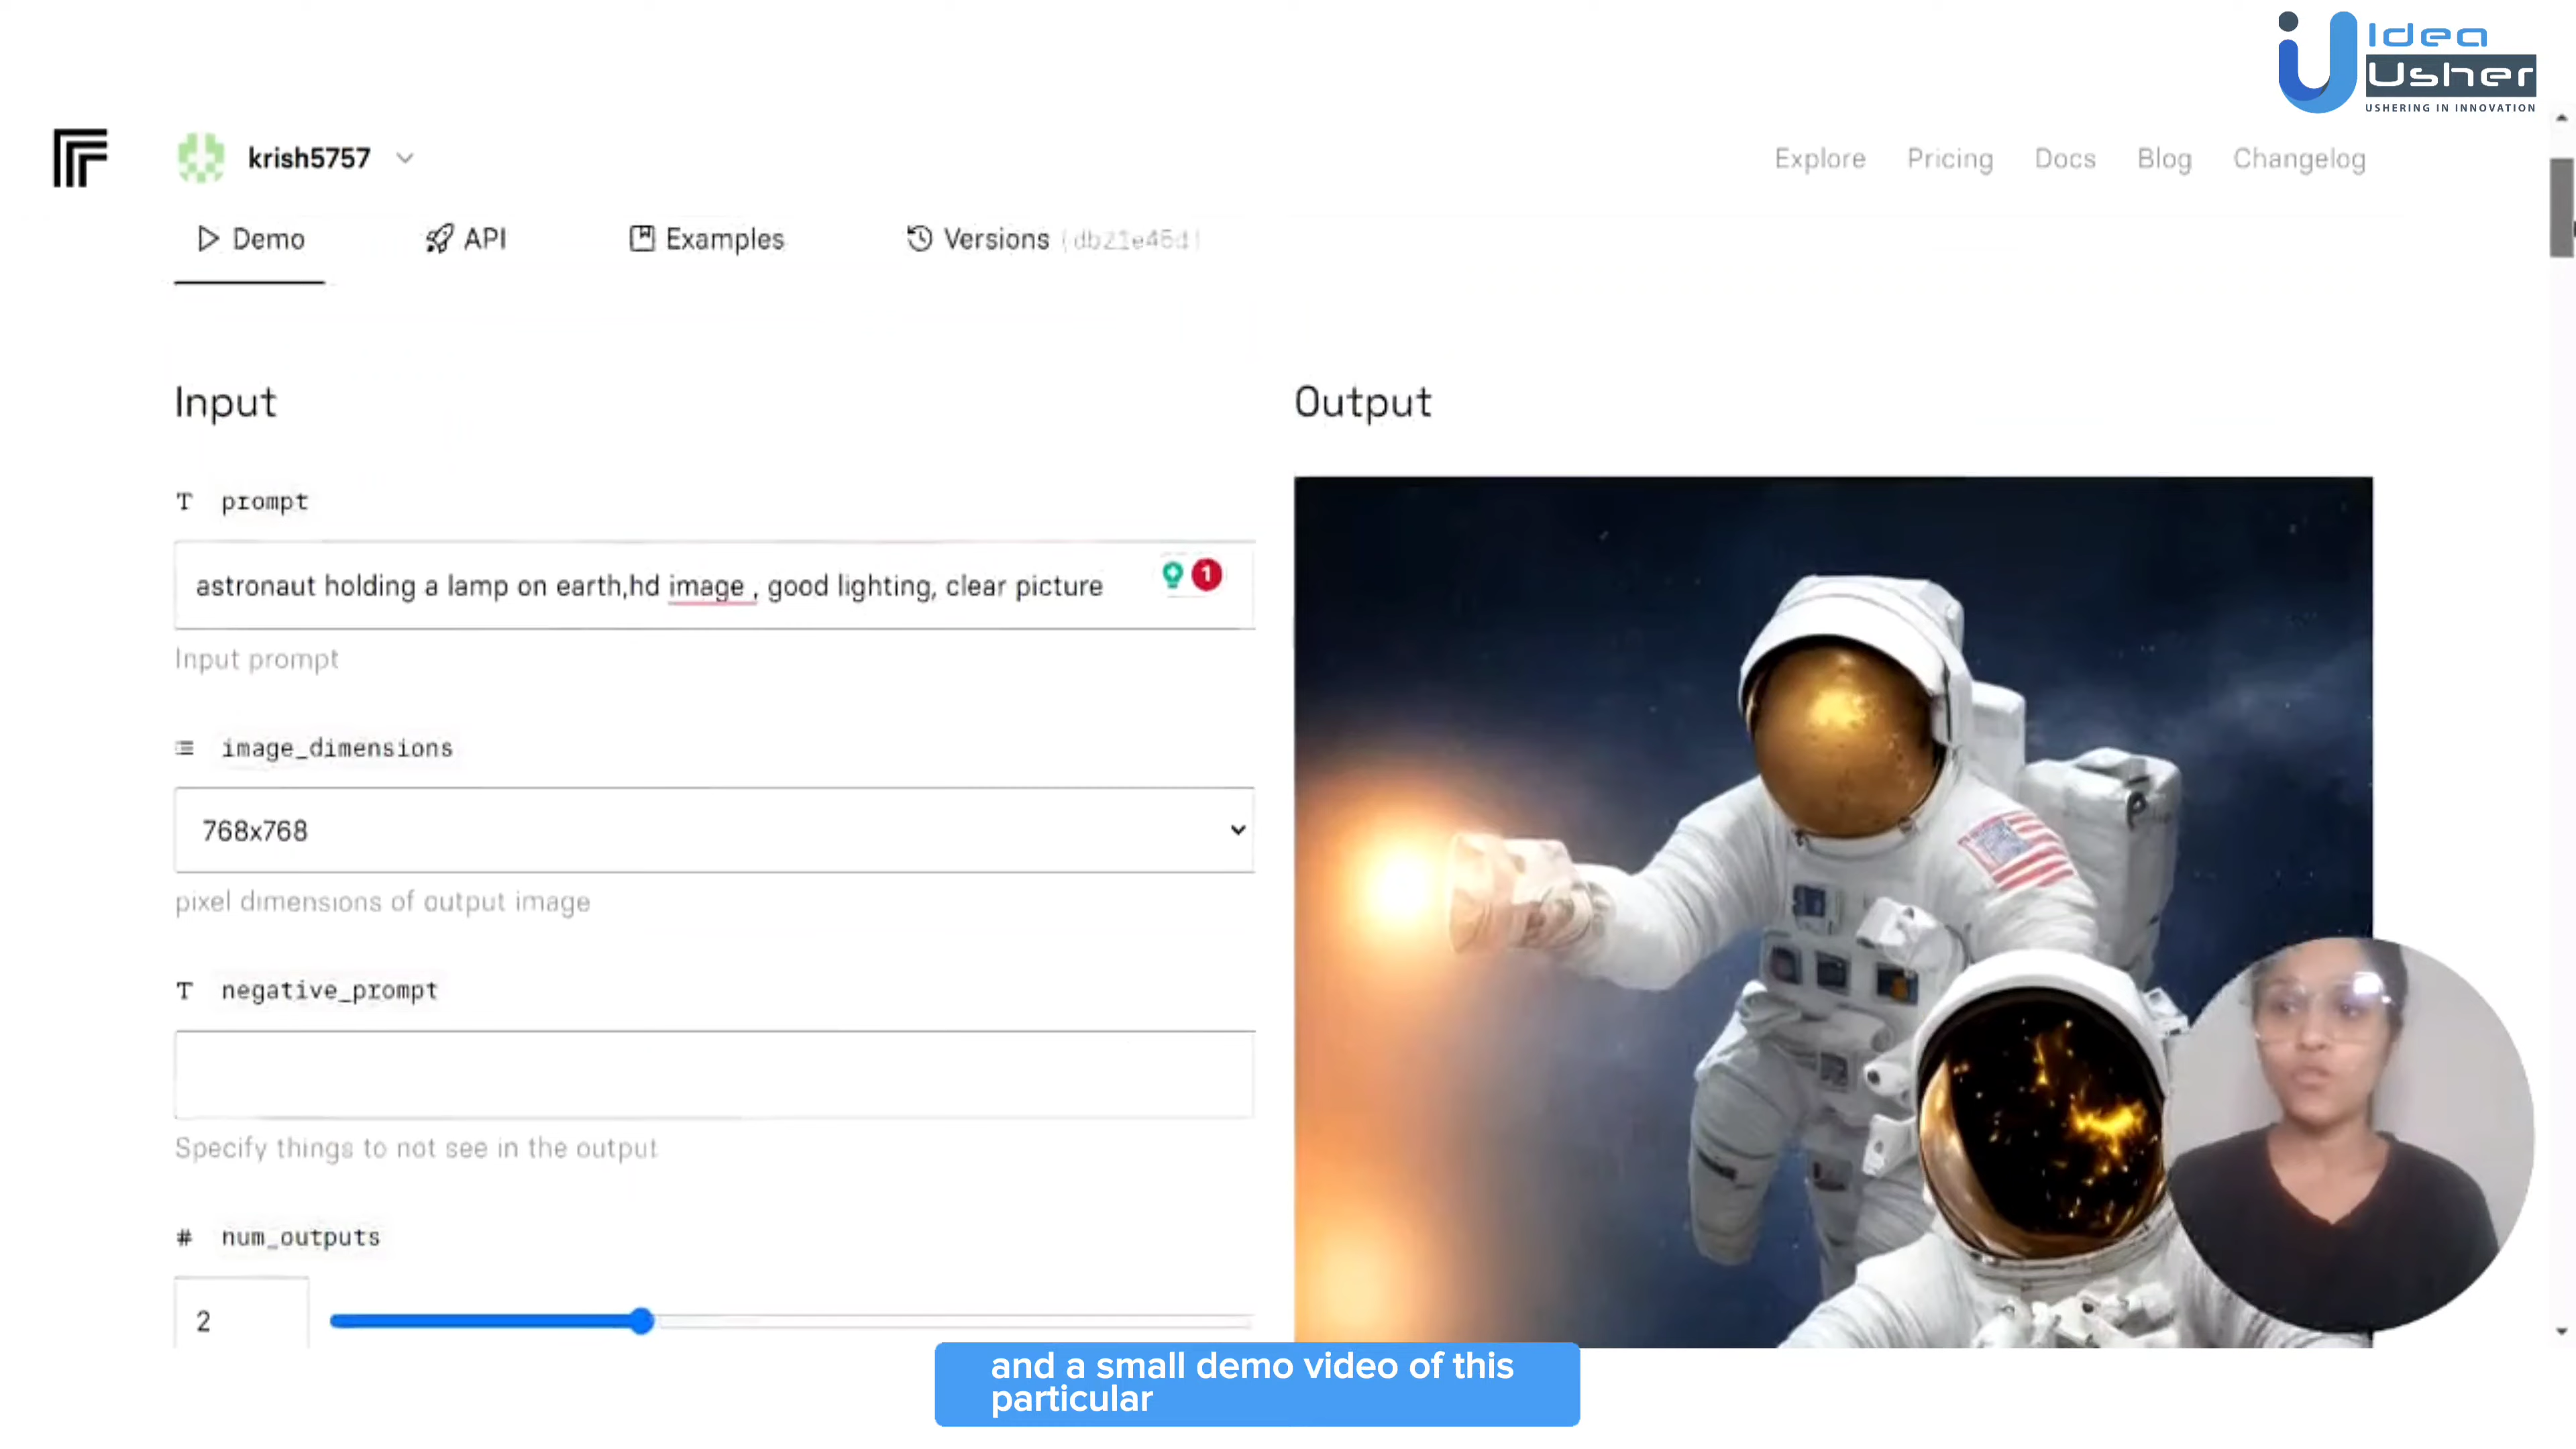 Idea
Usher
USHERING IN INNOVATION
krish5757
Explore Pricing Docs Blog Changelog
Demo API Examples Versions (db21e45d)
Input
Output
T prompt
astronaut holding a lamp on earth,hd image , good lighting, clear picture
1
Input prompt
image_dimensions
768x768
pixel dimensions of output image
T negative_prompt
Specify things to not see in the output
# num_outputs
2
and a small demo video of this
particular